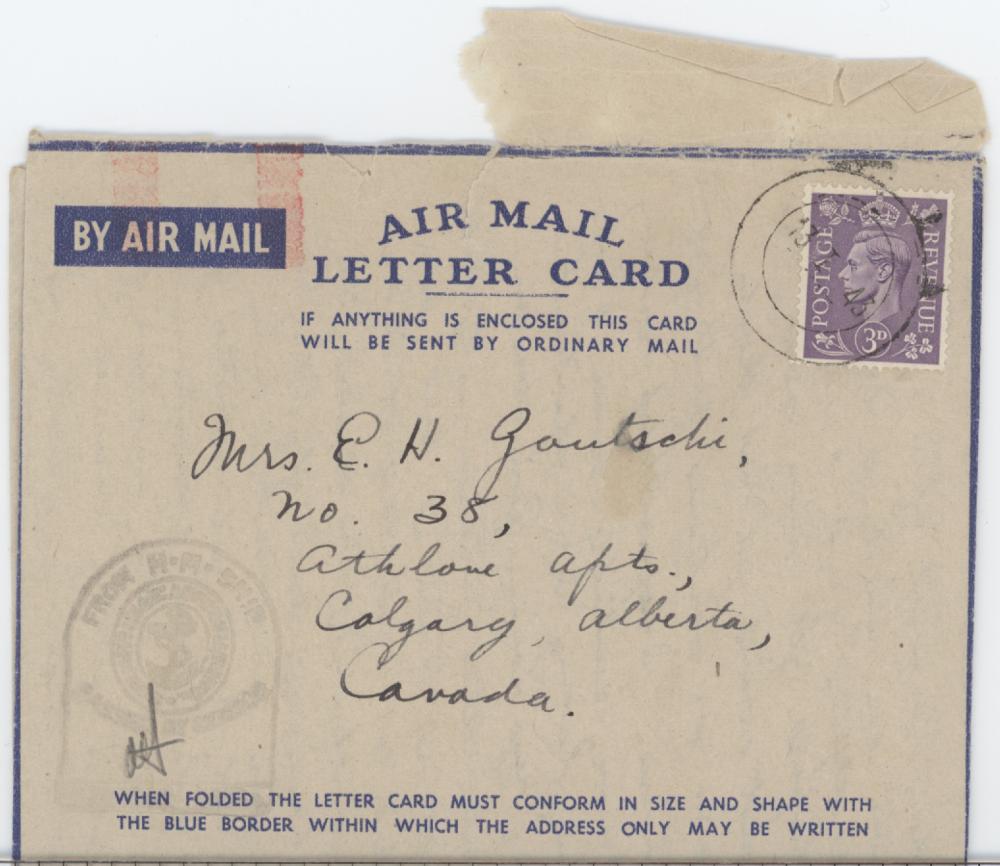 BY AIR MAIL
AIR MAIL
LETTER CARD
IF ANYTHING IS ENCLOSED THIS CARD
WILL BE SENT BY ORDINARY MAIL
POSTAGE
REVENUE
3D
43
Mrs. E. H. Goutschi,
No. 38,
Athlone Apts.,
Calgary, Alberta,
Canada.
FROM H.M. SHIP
WHEN FOLDED THE LETTER CARD MUST CONFORM IN SIZE AND SHAPE WITH
THE BLUE BORDER WITHIN WHICH THE ADDRESS ONLY MAY BE WRITTEN